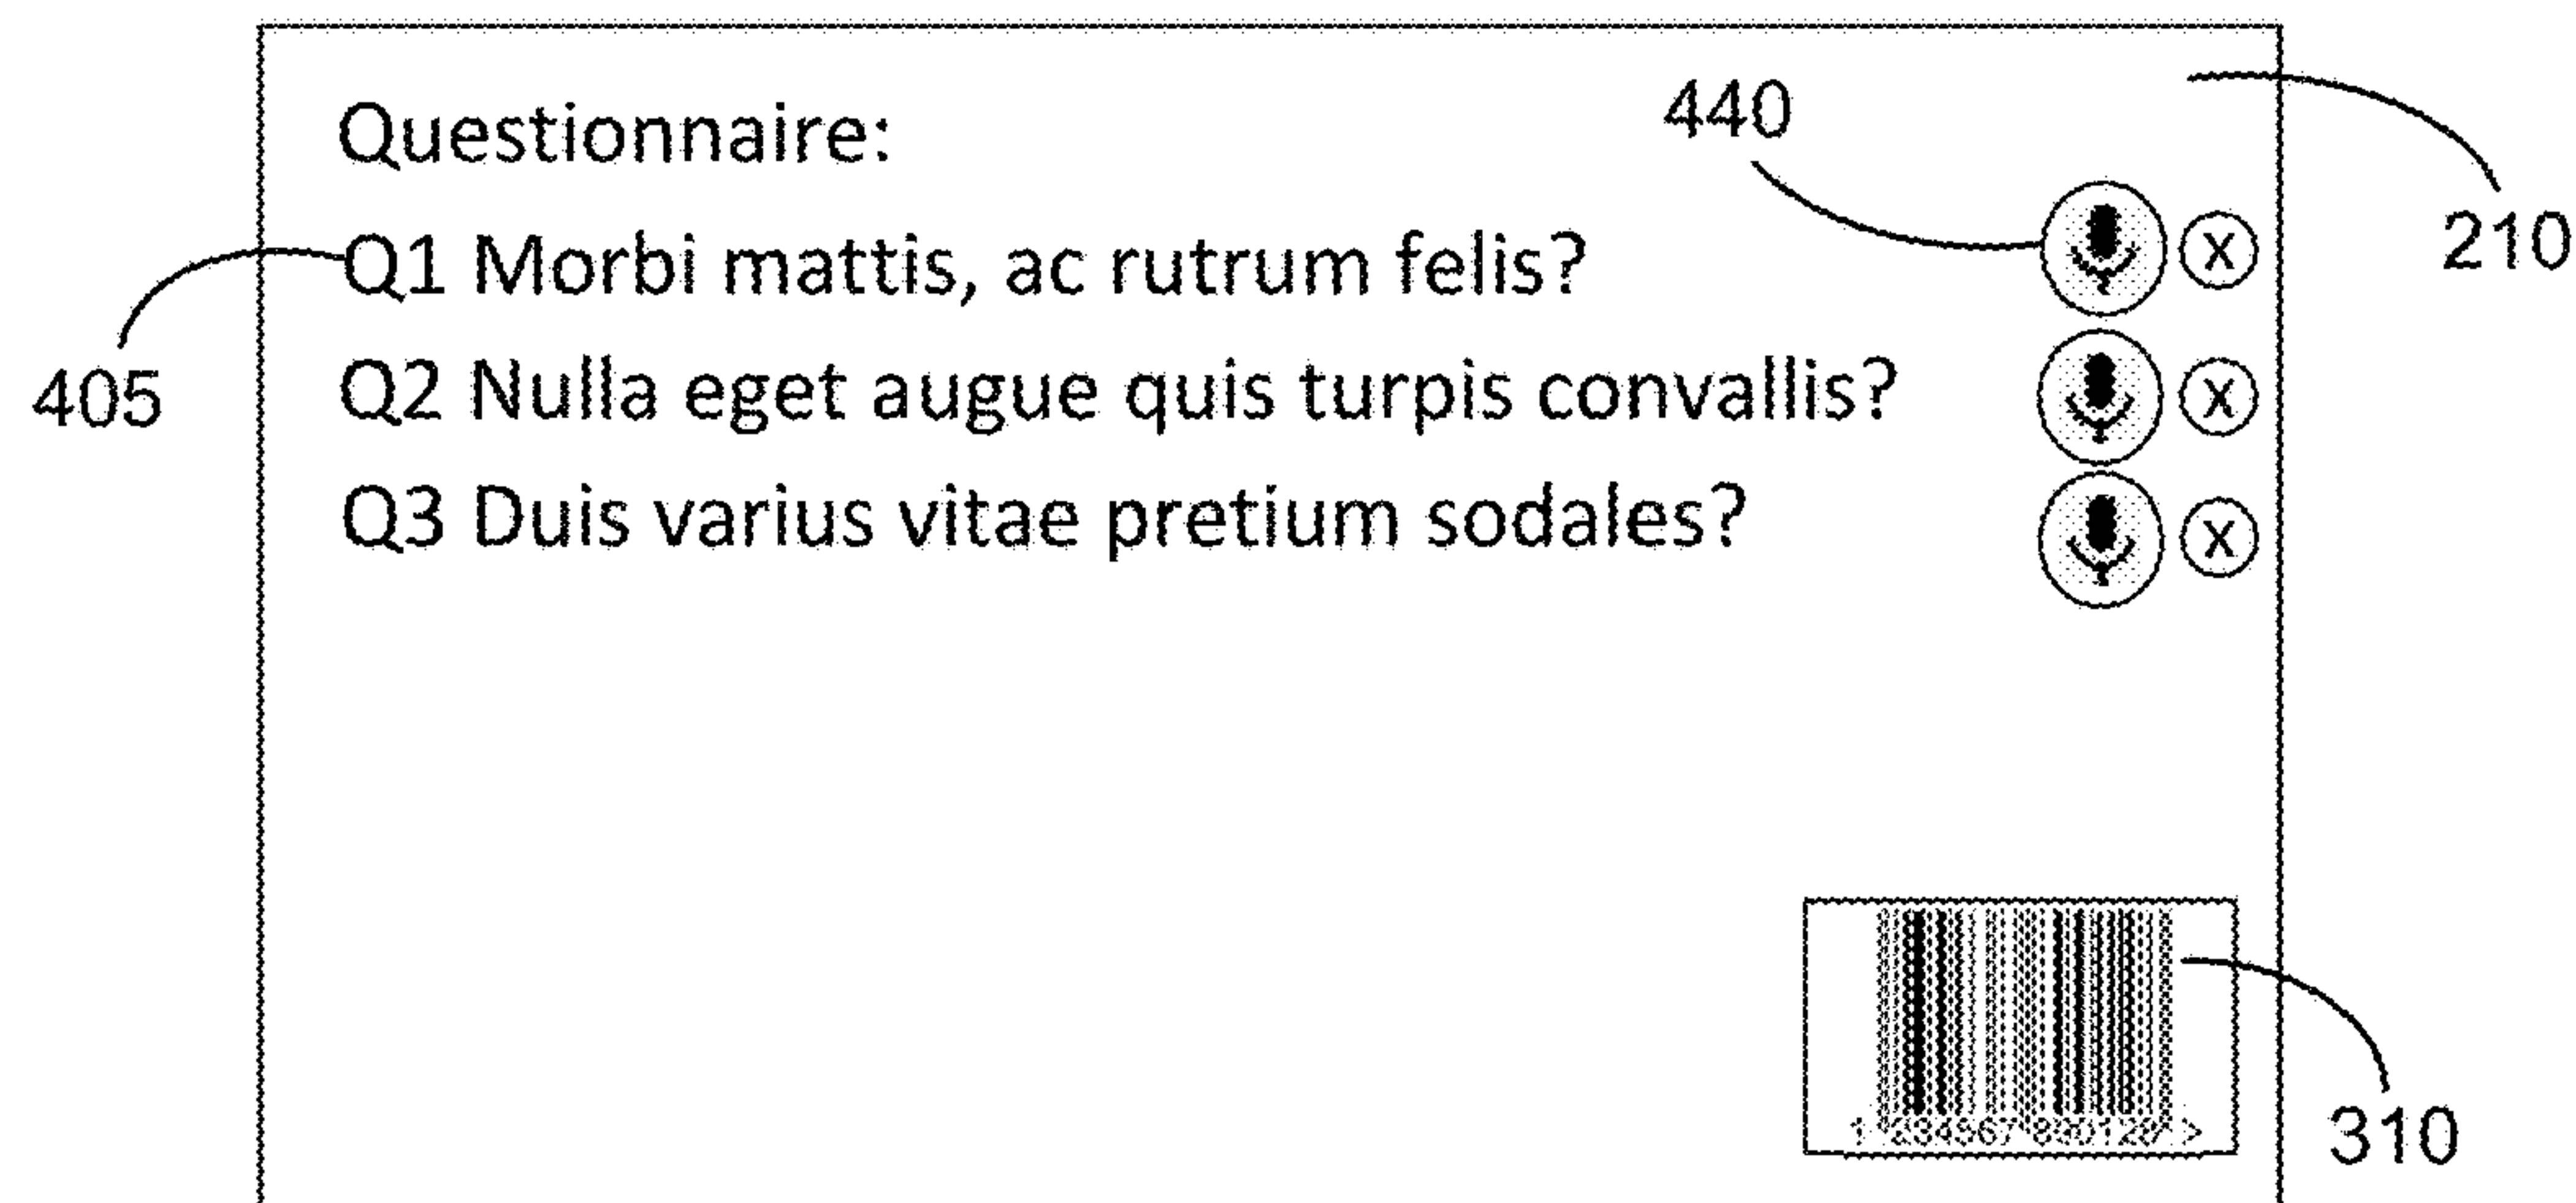 Questionnaire:
440
Q1 Morbi mattis, ac rutrum felis? X
210
405
Q2 Nulla eget augue quis turpis convallis? X
Q3 Duis varius vitae pretium sodales? X
310